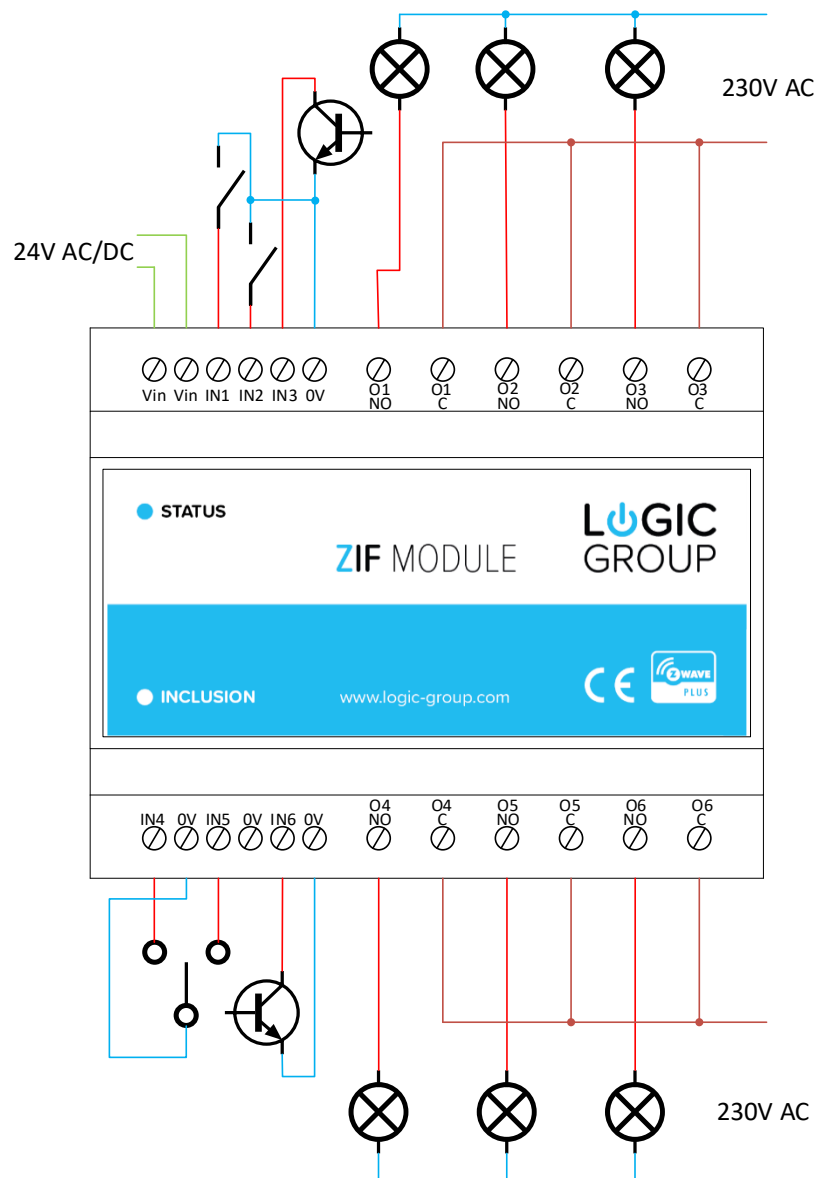 230V AC
24V AC/DC
Vin Vin IN1 IN2 IN3 0V
O1 NO
O1 C
O2 NO
O2 C
O3 NO
O3 C
STATUS
ZIF MODULE
LOGIC
GROUP
INCLUSION
www.logic-group.com
CE
Z WAVE
PLUS
IN4 0V IN5 0V IN6 0V
O4 NO
O4 C
O5 NO
O5 C
O6 NO
O6 C
230V AC